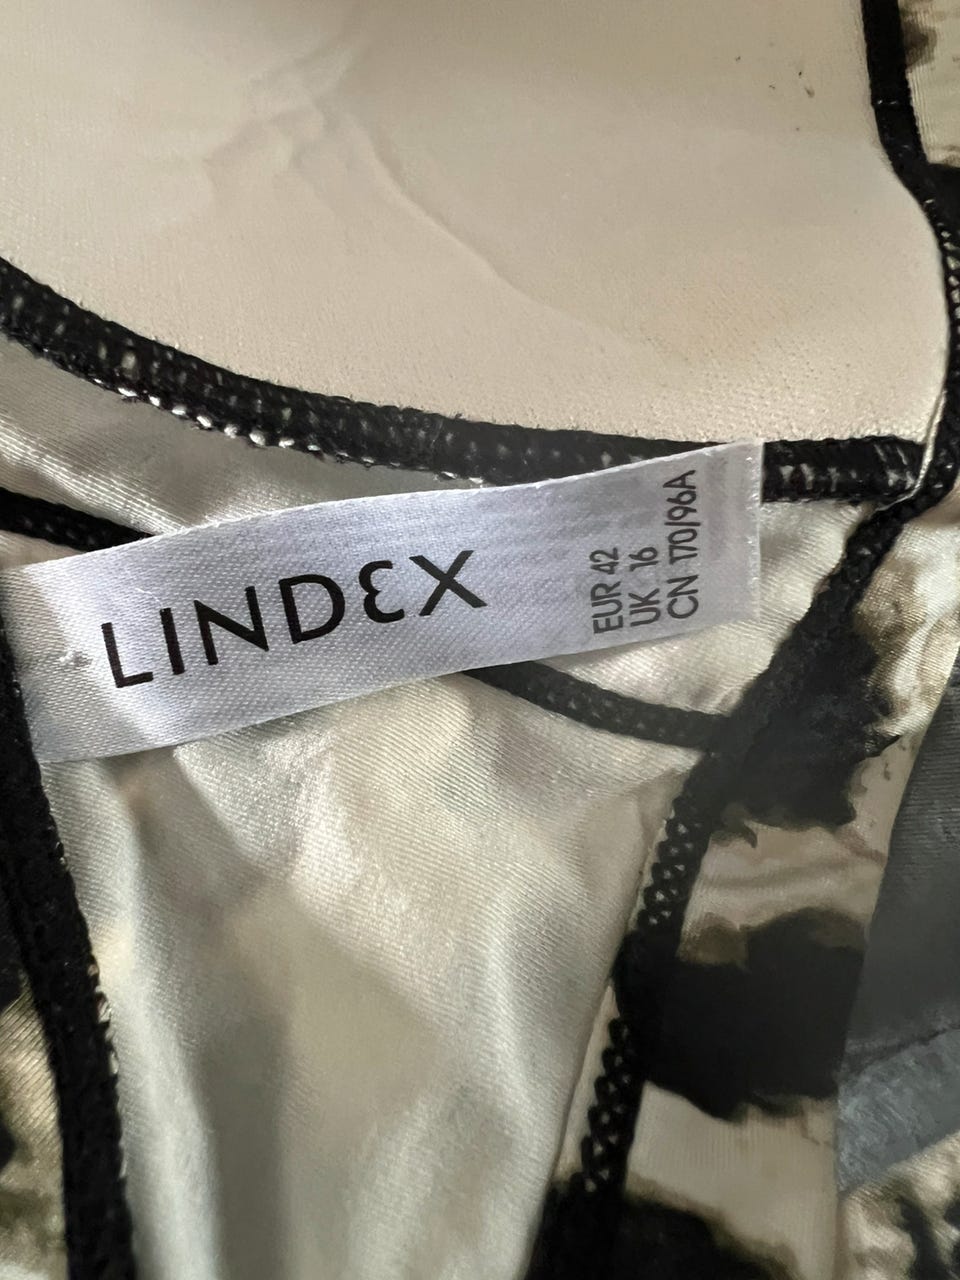 LINDEX
EUR 42
UK 16
CN 170/96A